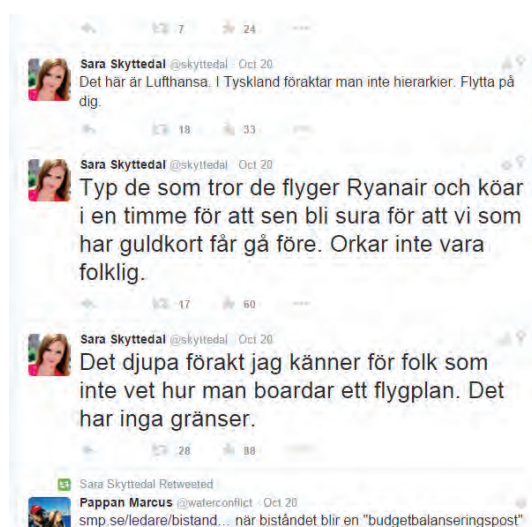 7 24
Sara Skyttedal @skyttedal · Oct 20
Det här är Lufthansa. I Tyskland föraktar man inte hierarkier. Flytta på
dig.
18 33
Sara Skyttedal @skyttedal · Oct 20
Typ de som tror de flyger Ryanair och köar
i en timme för att sen bli sura för att vi som
har guldkort får gå före. Orkar inte vara
folklig.
17 60
Sara Skyttedal @skyttedal · Oct 20
Det djupa förakt jag känner för folk som
inte vet hur man boardar ett flygplan. Det
har inga gränser.
28 88
Sara Skyttedal Retweeted
Pappan Marcus @waterconflict · Oct 20
smp.se/ledare/bistand… när biståndet blir en "budgetbalanseringspost"